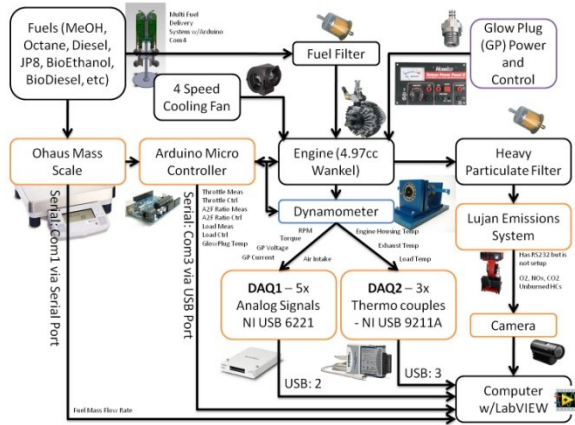 Fuels (MeOH,
Octane, Diesel,
JP8, BioEthanol,
BioDiesel, etc)
Multi Fuel
Delivery
System w/Arduino
Com4
Fuel Filter
Glow Plug
(GP) Power
and
Control
4 Speed
Cooling Fan
Ohaus Mass
Scale
Arduino Micro
Controller
Engine (4.97cc
Wankel)
Heavy
Particulate Filter
Serial: Com1 via Serial Port
Serial: Com3 via USB Port
Throttle Meas
Throttle Ctrl
A2F Ratio Meas
A2F Ratio Ctrl
Load Meas
Load Ctrl
GlowPlug Temp
Dynamometer
RPM
Torque
GP Voltage
GP Current
Air Intake
Engine Housing Temp
Exhaust Temp
Load Temp
Lujan Emissions
System
Has RS232 but is
not setup
O2, NOx, CO2
Unburned HCs
DAQ1 – 5x
Analog Signals
NI USB 6221
DAQ2 – 3x
Thermo couples
- NI USB 9211A
Camera
USB: 2
USB: 3
Computer
w/LabVIEW
Fuel Mass Flow Rate